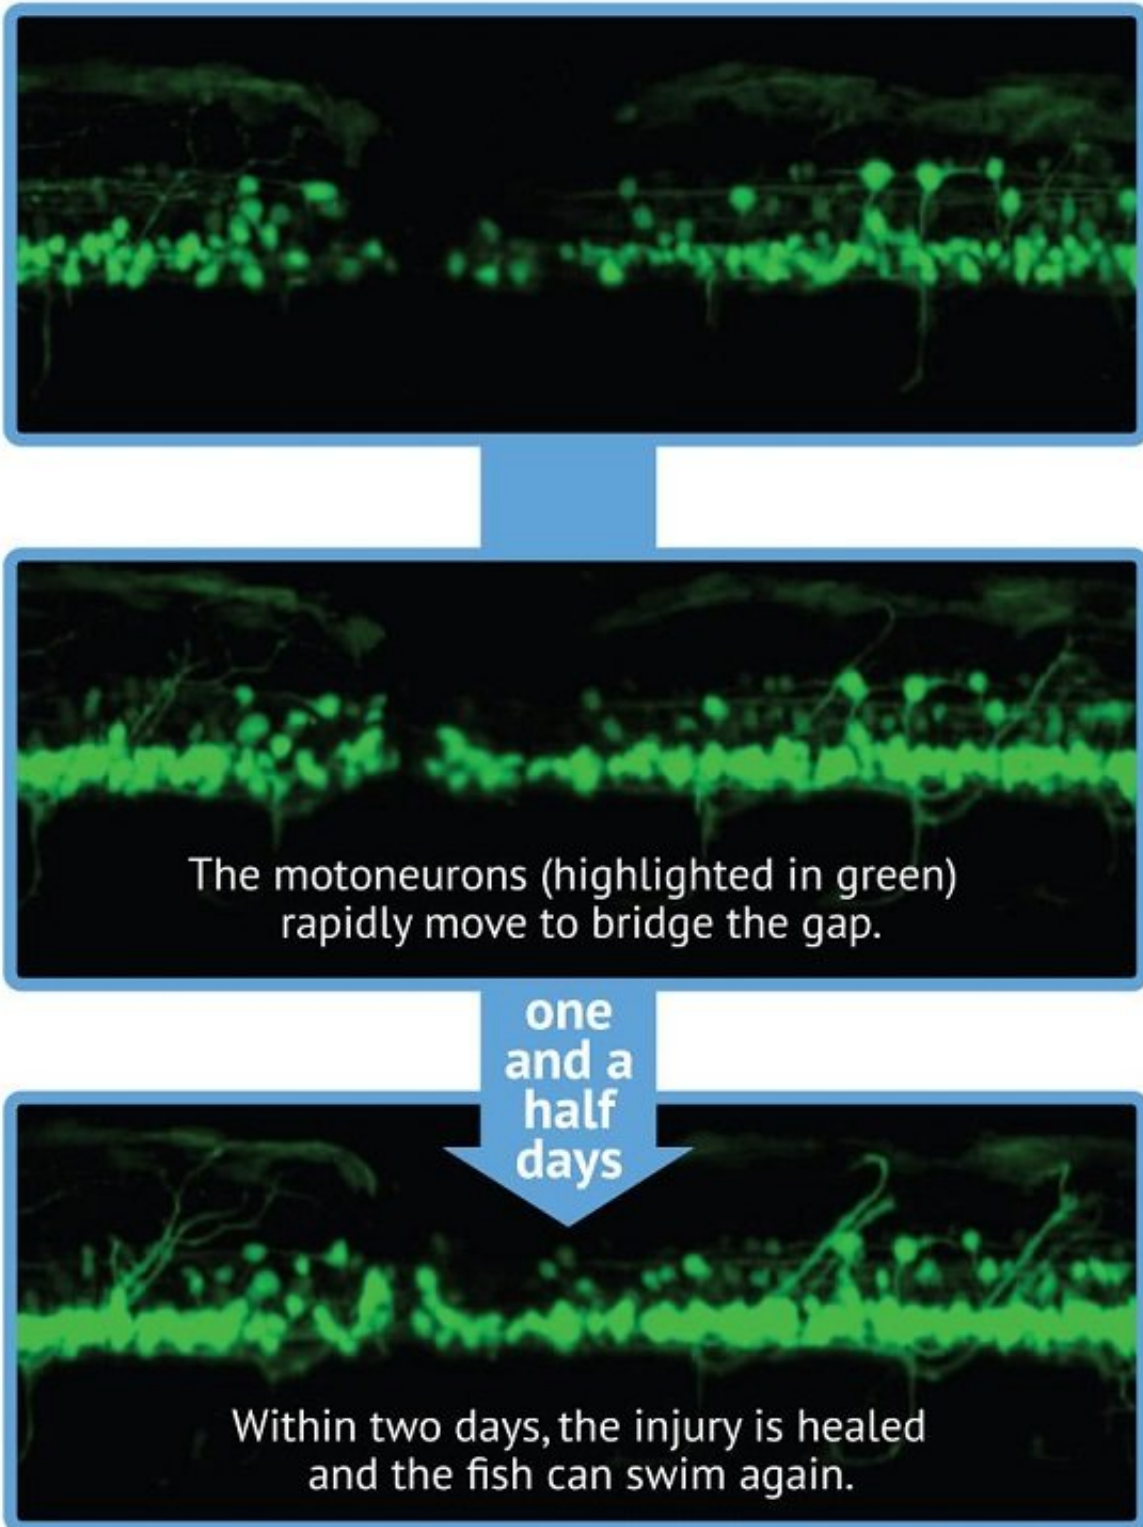 The motoneurons (highlighted in green)
rapidly move to bridge the gap.
one
and a
half
days
Within two days, the injury is healed
and the fish can swim again.